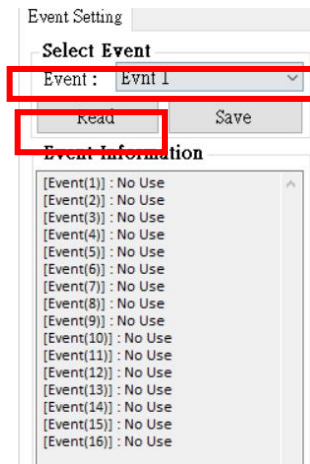 Event Setting
Select Event
Event : Evnt 1
Read Save
Event Information
[Event(1)] : No Use
[Event(2)] : No Use
[Event(3)] : No Use
[Event(4)] : No Use
[Event(5)] : No Use
[Event(6)] : No Use
[Event(7)] : No Use
[Event(8)] : No Use
[Event(9)] : No Use
[Event(10)] : No Use
[Event(11)] : No Use
[Event(12)] : No Use
[Event(13)] : No Use
[Event(14)] : No Use
[Event(15)] : No Use
[Event(16)] : No Use